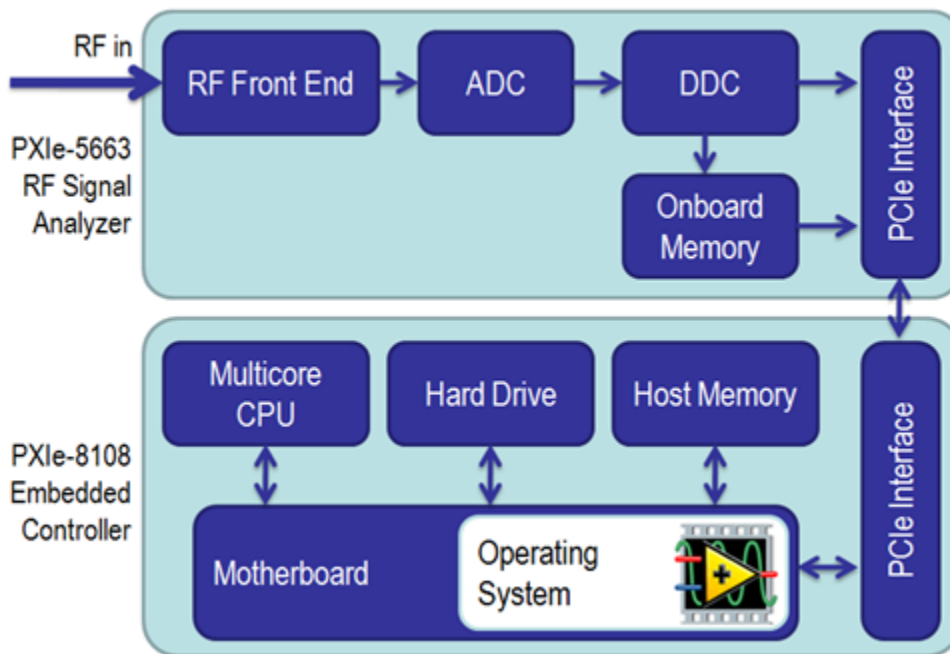 RF in
PXIe-5663
RF Signal
Analyzer
RF Front End
ADC
DDC
Onboard
Memory
PCIe Interface
PXIe-8108
Embedded
Controller
Multicore
CPU
Hard Drive
Host Memory
Motherboard
Operating
System
PCIe Interface